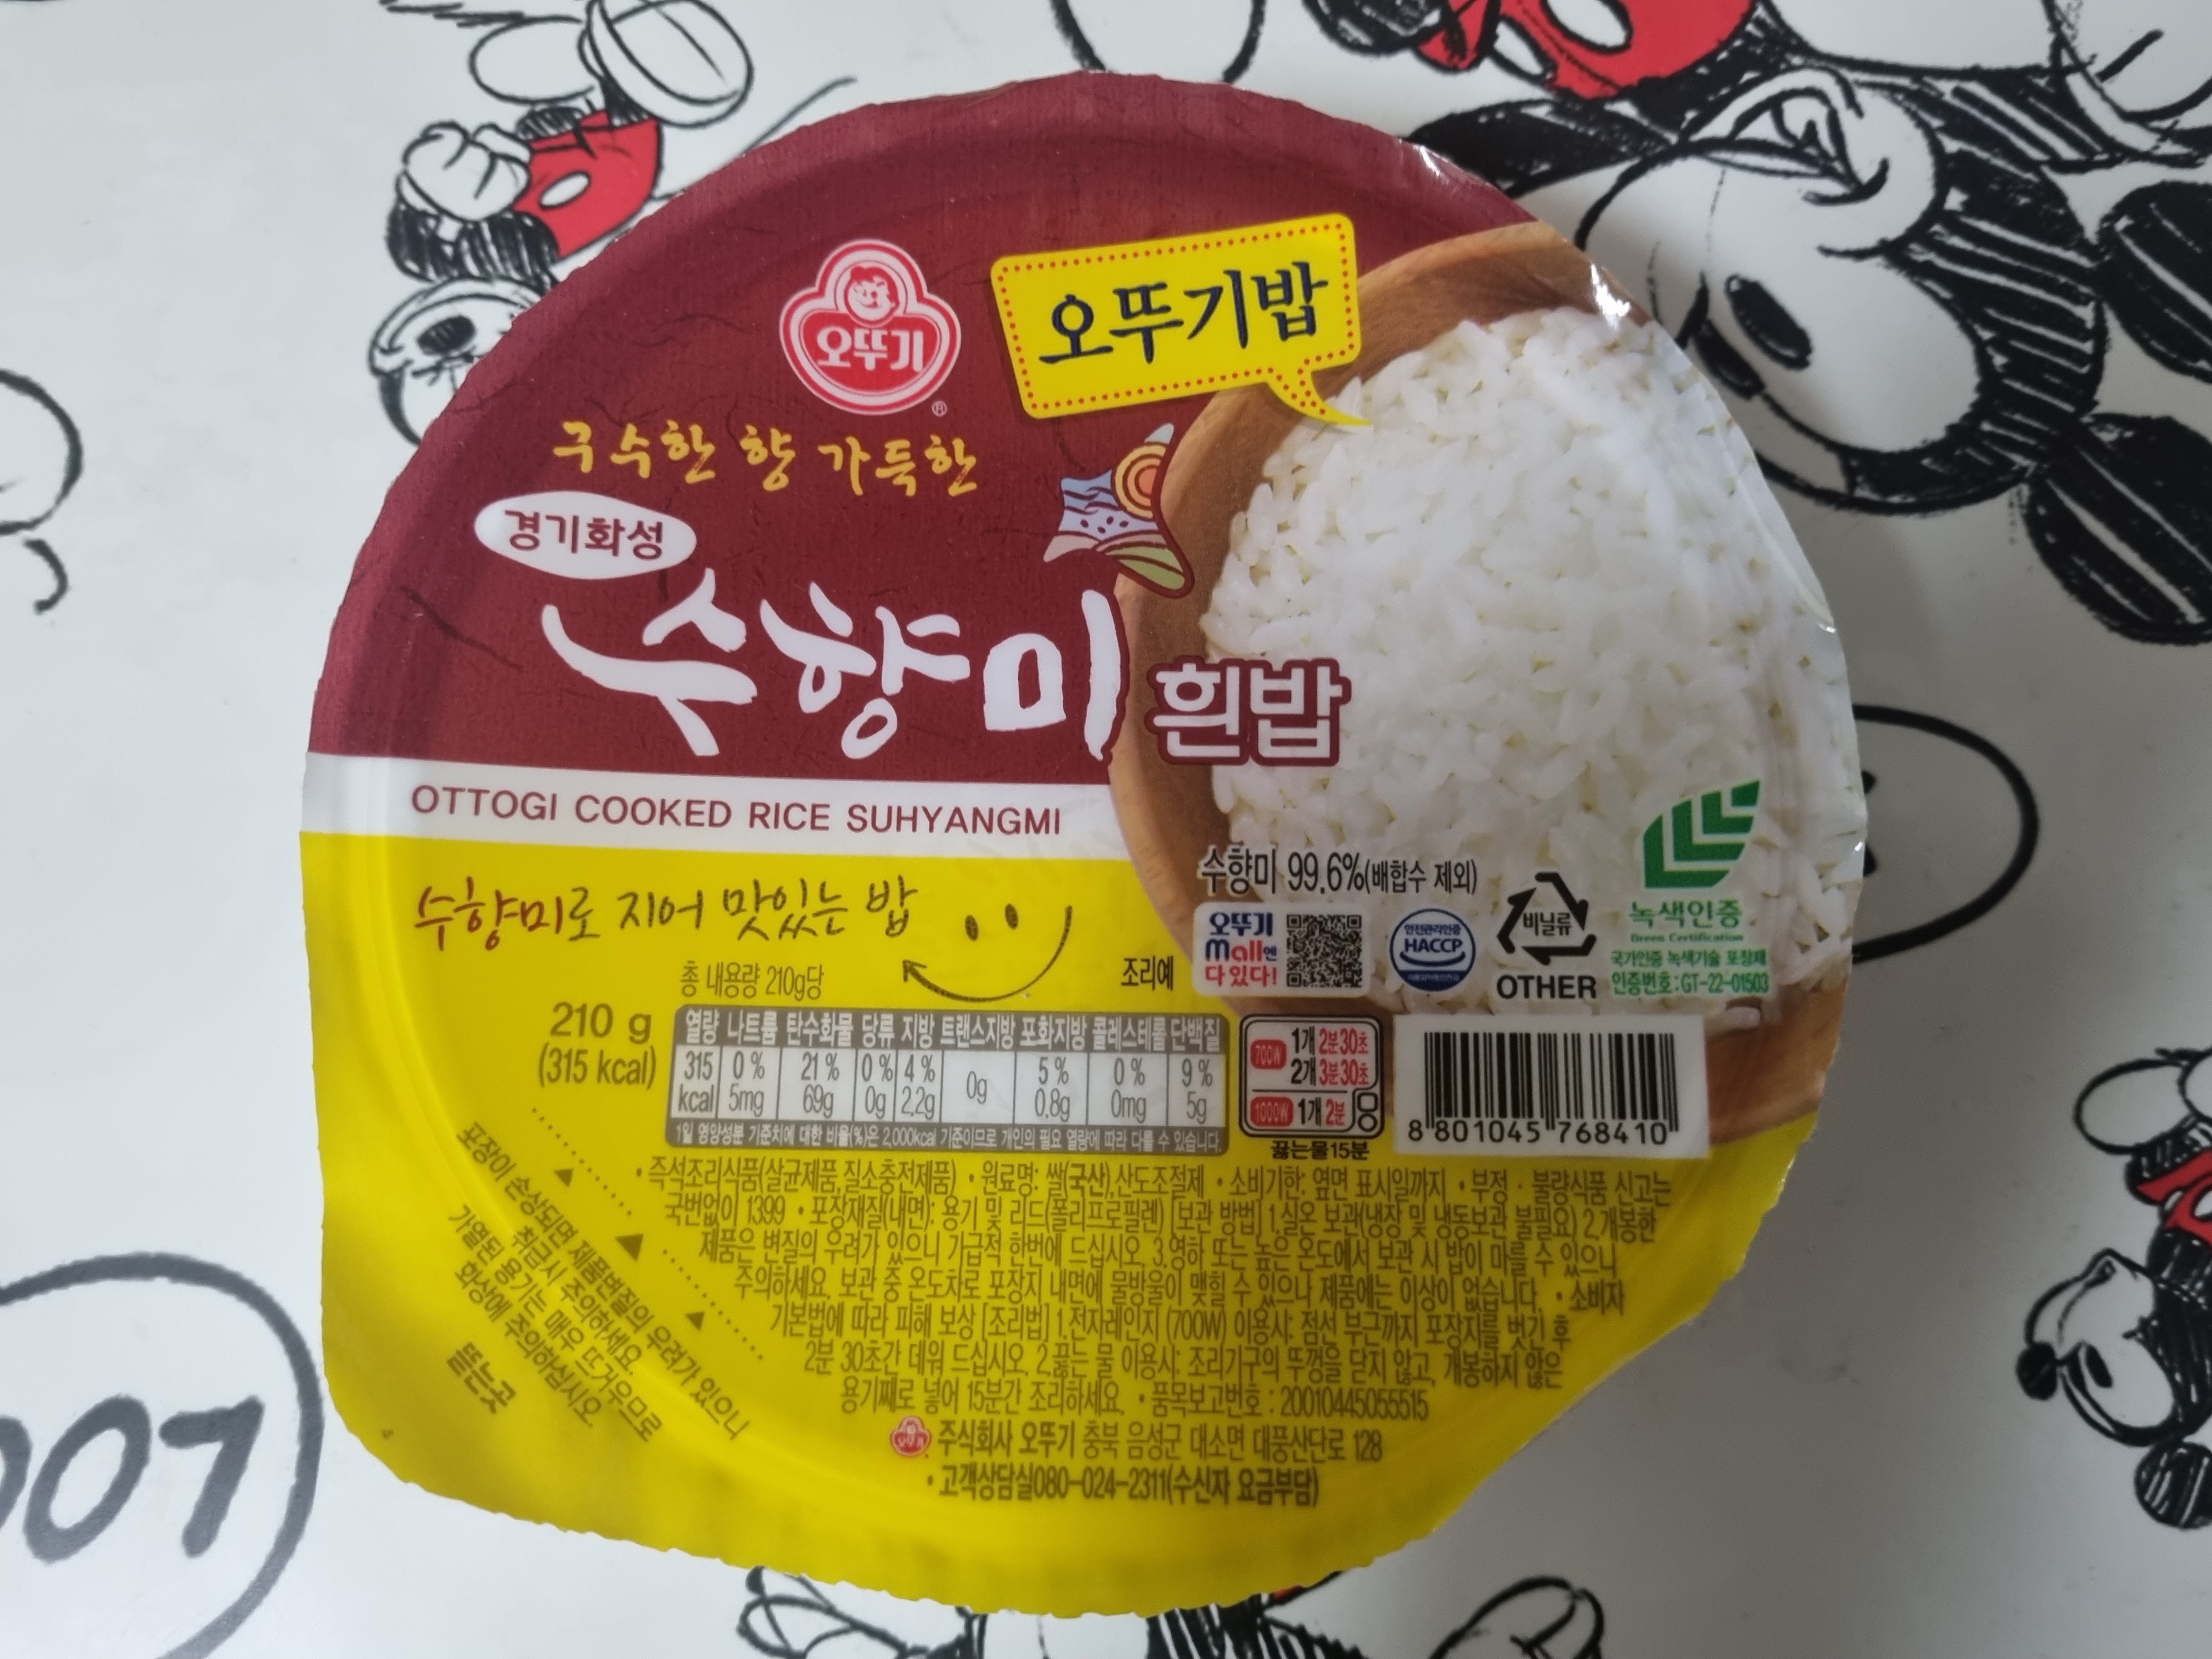 오뚜기
오뚜기밥
구수한 향 가득한
경기화성
수향미 흰밥
OTTOGI COOKED RICE SUHYANGMI
수향미로 지어 맛있는 밥
수향미 99.6%(배합수 제외)
오뚜기
mall엔
다 있다!
안전관리인증
HACCP
비닐류
OTHER
녹색인증
Green Certification
국가인증 녹색기술 포장재
인증번호:GT-22-01503
조리예
210 g
(315 kcal)
총 내용량 210g당
열량 나트륨 탄수화물 당류 지방 트랜스지방 포화지방 콜레스테롤 단백질
315 0% 21% 0% 4% 0g 5% 0% 9%
kcal 5mg 69g 0g 2.2g 0.8g 0mg 5g
1일 영양성분 기준치에 대한 비율(%)은 2,000kcal 기준이므로 개인의 필요 열량에 따라 다를 수 있습니다.
700W 1개 2분30초
2개 3분30초
1000W 1개 2분
끓는물15분
8 801045 768410
•즉석조리식품(살균제품,질소충전제품) •원료명: 쌀(국산),산도조절제 •소비기한: 옆면 표시일까지 •부정·불량식품 신고는
국번없이 1399 •포장재질(내면): 용기 및 리드(폴리프로필렌) [보관 방법] 1.실온 보관(냉장 및 냉동보관 불필요) 2.개봉한
제품은 변질의 우려가 있으니 가급적 한번에 드십시오. 3.영하 또는 높은 온도에서 보관 시 밥이 마를 수 있으니
주의하세요. 보관 중 온도차로 포장지 내면에 물방울이 맺힐 수 있으나 제품에는 이상이 없습니다. •소비자
기본법에 따라 피해 보상 [조리법] 1.전자레인지(700W) 이용시: 점선 부근까지 포장지를 벗긴 후
2분 30초간 데워 드십시오. 2.끓는 물 이용시: 조리기구의 뚜껑을 닫지 않고, 개봉하지 않은
용기째로 넣어 15분간 조리하세요. •품목보고번호 : 200104455055515
오뚜기 주식회사 오뚜기 충북 음성군 대소면 대풍산단로 128
•고객상담실080-024-2311(수신자 요금부담)
포장이 손상되면 제품변질의 우려가 있으니
취급시 주의하세요.
가열된 용기는 매우 뜨거우므로
화상에 주의하십시오.
뜯는곳